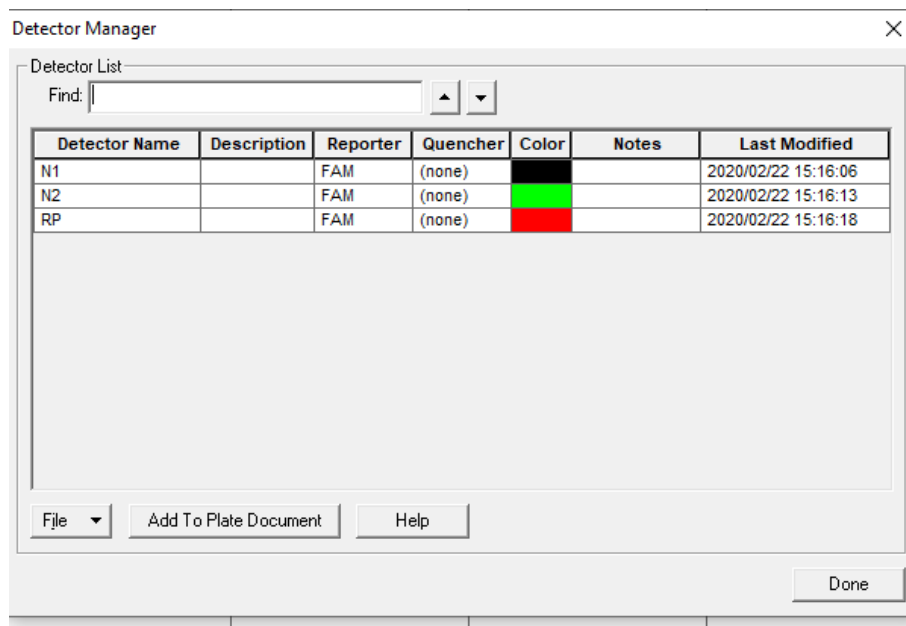 Detector Manager
Detector List
Find:
Detector Name Description Reporter Quencher Color Notes Last Modified
N1 FAM (none) 2020/02/22 15:16:06
N2 FAM (none) 2020/02/22 15:16:13
RP FAM (none) 2020/02/22 15:16:18
File Add To Plate Document Help
Done